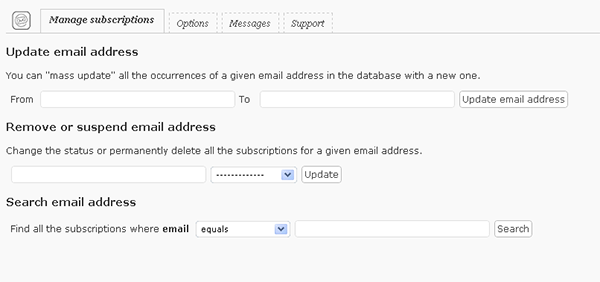 Manage subscriptions Options Messages Support
Update email address
You can "mass update" all the occurrences of a given email address in the database with a new one.
From To Update email address
Remove or suspend email address
Change the status or permanently delete all the subscriptions for a given email address.
------------- Update
Search email address
Find all the subscriptions where email equals Search